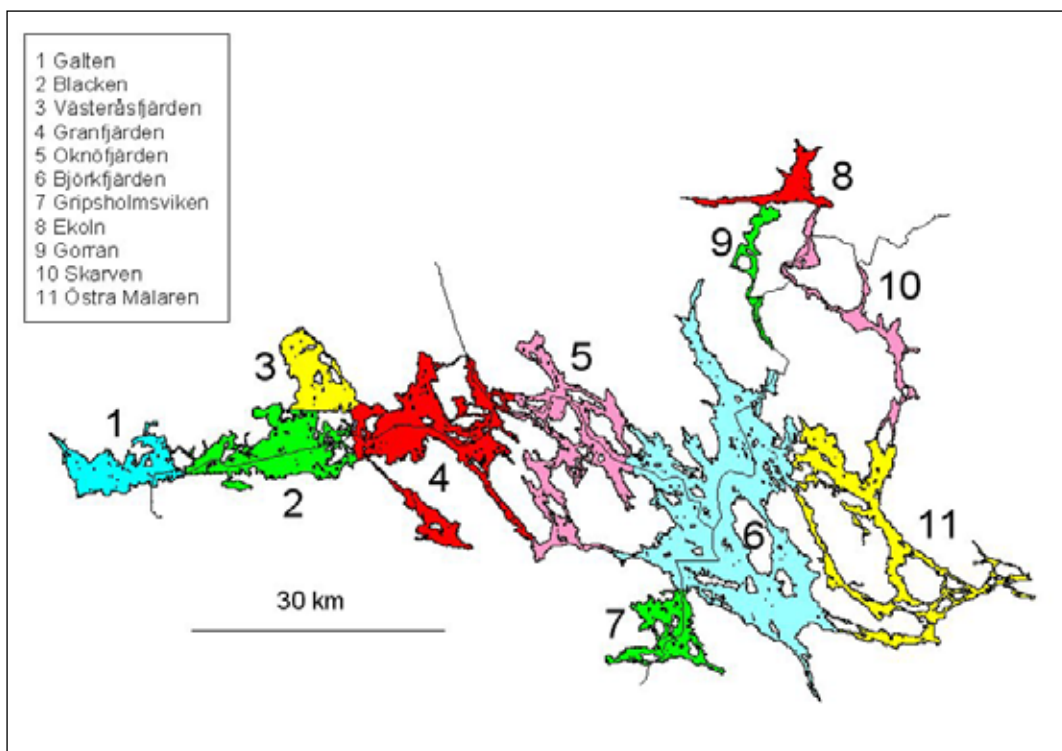 1 Galten
2 Blacken
3 Västeråsfjärden
4 Granfjärden
5 Oknöfjärden
6 Björkfjärden
7 Gripsholmsviken
8 Ekoln
9 Gorran
10 Skarven
11 Östra Mälaren
8
9
10
3
5
1
4
2
6
11
30 km
7